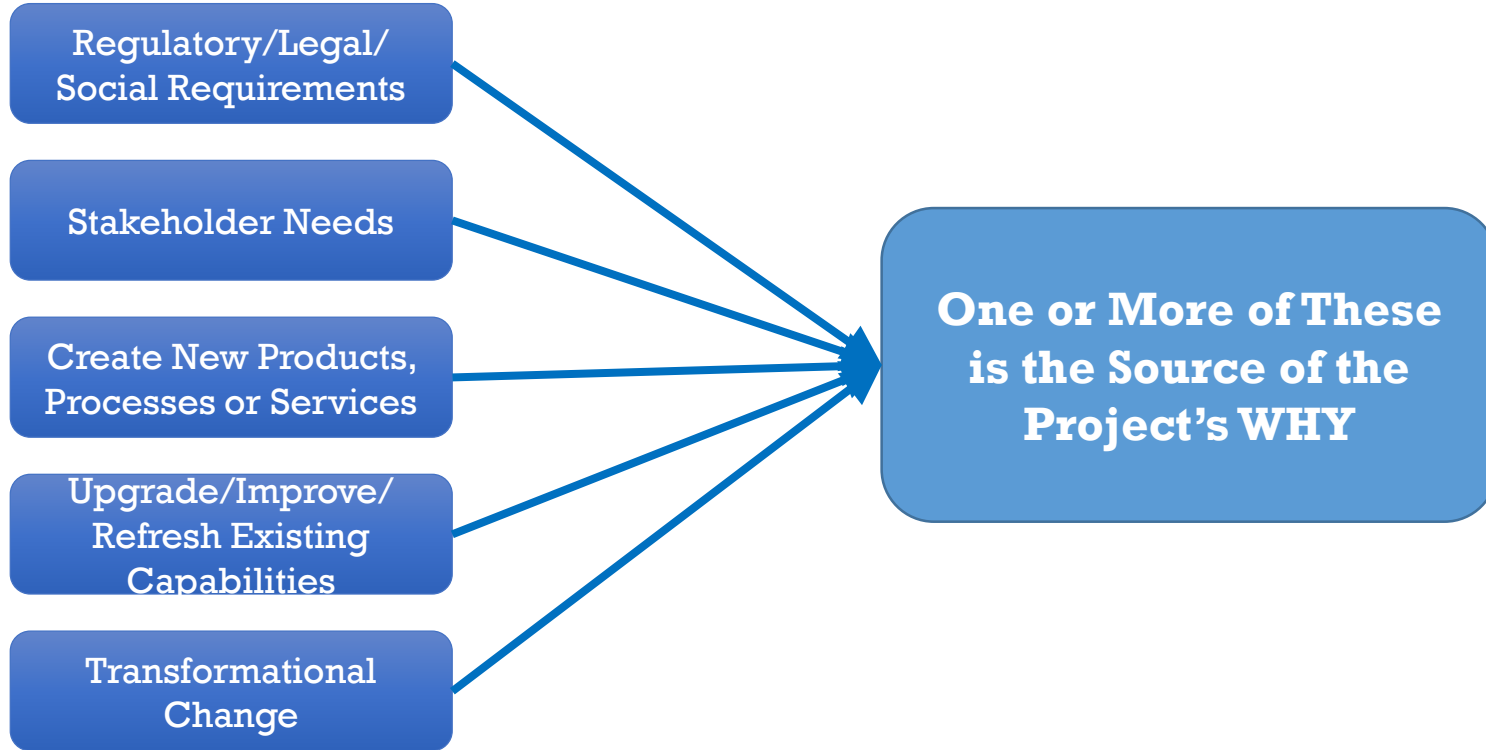 Regulatory/Legal/
Social Requirements
Stakeholder Needs
Create New Products,
Processes or Services
Upgrade/Improve/
Refresh Existing
Capabilities
Transformational
Change
One or More of These
is the Source of the
Project’s WHY